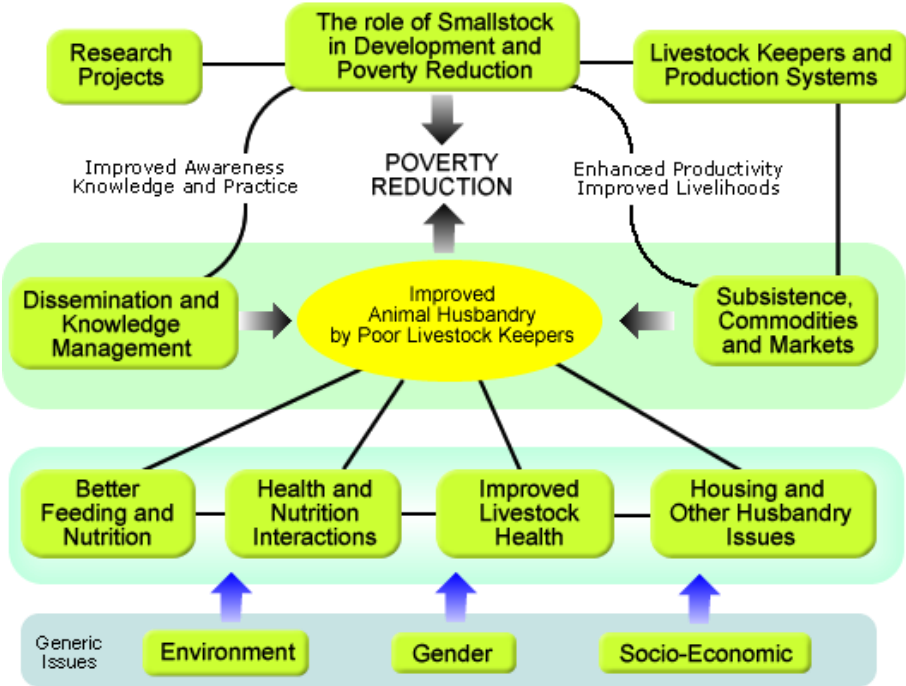 Research
Projects
The role of Smallstock
in Development and
Poverty Reduction
Livestock Keepers and
Production Systems
Improved Awareness
Knowledge and Practice
POVERTY
REDUCTION
Enhanced Productivity
Improved Livelihoods
Dissemination and
Knowledge
Management
Improved
Animal Husbandry
by Poor Livestock Keepers
Subsistence,
Commodities
and Markets
Better
Feeding and
Nutrition
Health and
Nutrition
Interactions
Improved
Livestock
Health
Housing and
Other Husbandry
Issues
Generic
Issues
Environment
Gender
Socio-Economic